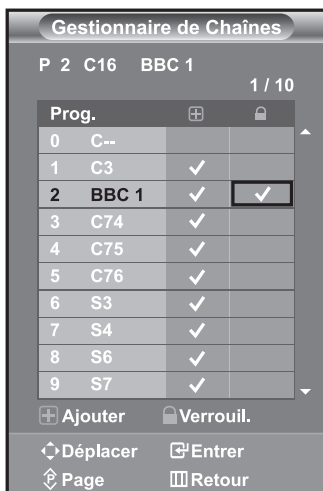 Gestionnaire de Chaînes
P 2 C16 BBC 1
1 / 10
Prog.
0 C--
1 C3
2 BBC 1
3 C74
4 C75
5 C76
6 S3
7 S4
8 S6
9 S7
Ajouter Verrouil.
Déplacer Entrer
Page Retour